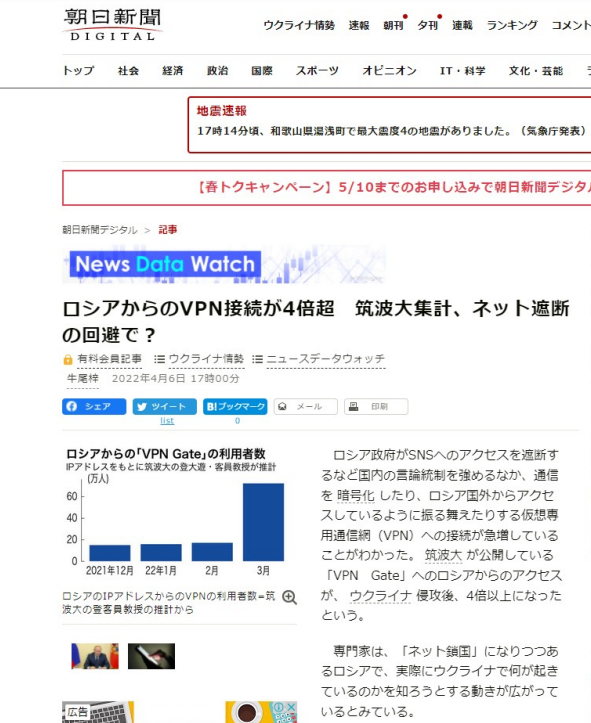 朝日新聞
DIGITAL
ウクライナ情勢 速報 朝刊 夕刊 連載 ランキング コメント
トップ 社会 経済 政治 国際 スポーツ オピニオン IT・科学 文化・芸能
地震速報
17時14分頃、和歌山県湯浅町で最大震度4の地震がありました。（気象庁発表）
【春トクキャンペーン】5/10までのお申し込みで朝日新聞デジタル
朝日新聞デジタル > 記事
News Data Watch
ロシアからのVPN接続が4倍超 筑波大集計、ネット遮断
の回避で？
有料会員記事 ウクライナ情勢 ニュースデータウォッチ
牛尾梓 2022年4月6日 17時00分
シェア ツイート B!ブックマーク メール 印刷
list 0
ロシアからの「VPN Gate」の利用者数
IPアドレスをもとに筑波大の登大遊・客員教授が推計
(万人)
60
40
20
0
2021年12月 22年1月 2月 3月
ロシアのIPアドレスからのVPNの利用者数=筑
波大の登客員教授の推計から
広告
ロシア政府がSNSへのアクセスを遮断す
るなど国内の言論統制を強めるなか、通信
を 暗号化 したり、ロシア国外からアクセ
スしているように振る舞えたりする仮想専
用通信網（VPN）への接続が急増している
ことがわかった。 筑波大 が公開している
「VPN Gate」へのロシアからのアクセス
が、 ウクライナ 侵攻後、4倍以上になった
という。
専門家は、「ネット鎖国」になりつつあ
るロシアで、実際にウクライナで何が起き
ているのかを知ろうとする動きが広がって
いるとみている。